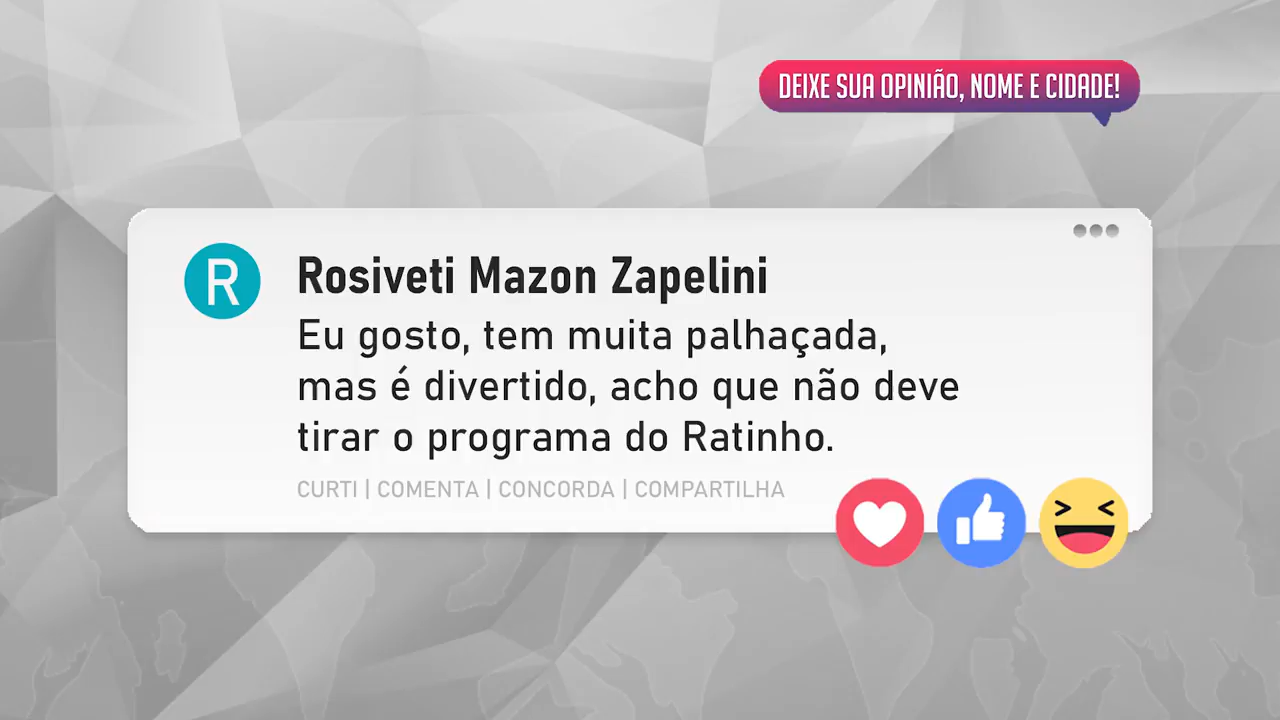 DEIXE SUA OPINIÃO, NOME E CIDADE!
R
Rosiveti Mazon Zapelini
Eu gosto, tem muita palhaçada,
mas é divertido, acho que não deve
tirar o programa do Ratinho.
CURTI | COMENTA | CONCORDA | COMPARTILHA